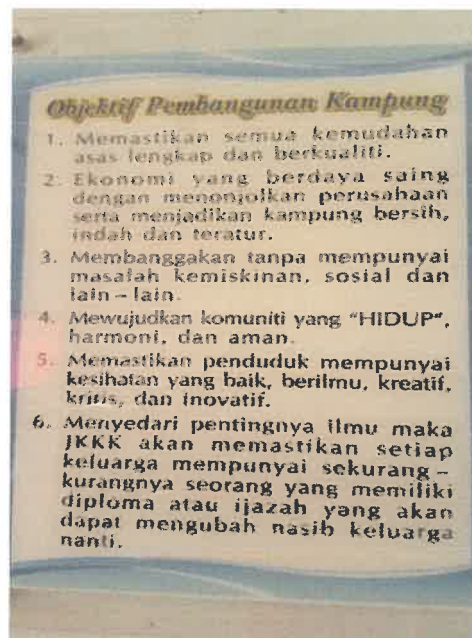 Objektif Pembangunan Kampung
1. Memastikan semua kemudahan
asas lengkap dan berkualiti.
2. Ekonomi yang berdaya saing
dengan menonjolkan perusahaan
serta menjadikan kampung bersih,
indah dan teratur.
3. Membanggakan tanpa mempunyai
masalah kemiskinan, sosial dan
lain – lain.
4. Mewujudkan komuniti yang "HIDUP",
harmoni, dan aman.
5. Memastikan penduduk mempunyai
kesihatan yang baik, berilmu, kreatif,
kritis, dan inovatif.
6. Menyedari pentingnya ilmu maka
JKKK akan memastikan setiap
keluarga mempunyai sekurang –
kurangnya seorang yang memiliki
diploma atau ijazah yang akan
dapat mengubah nasib keluarga
nanti.